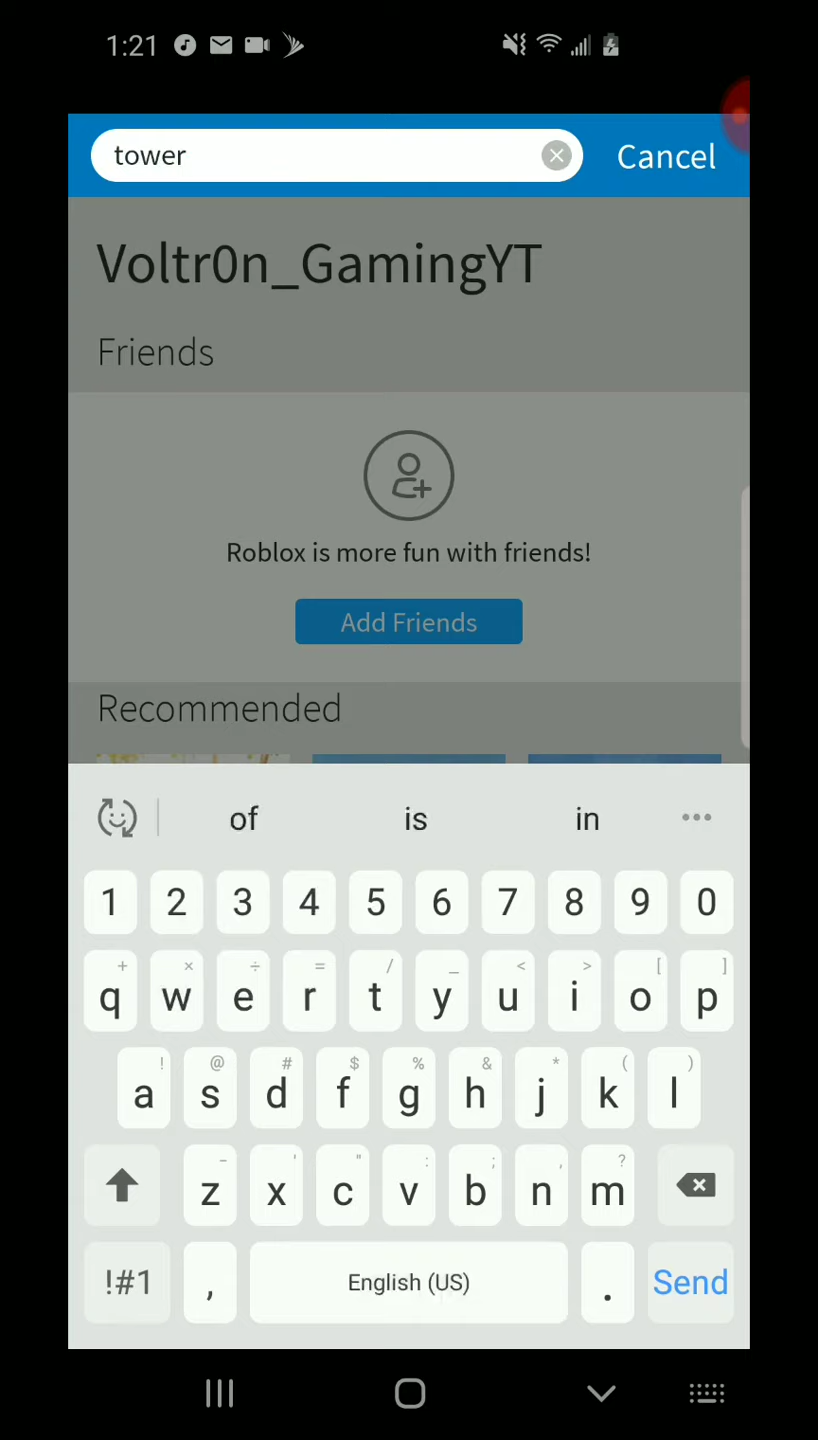 1:21
tower
Cancel
Voltr0n_GamingYT
Friends
Roblox is more fun with friends!
Add Friends
Recommended
of is in
1 2 3 4 5 6 7 8 9 0
+ × ÷ = / _ < > [ ]
q w e r t y u i o p
! @ # $ % & * ( )
a s d f g h j k l
- ' " : ; , ?
z x c v b n m
!#1 , English (US) . Send